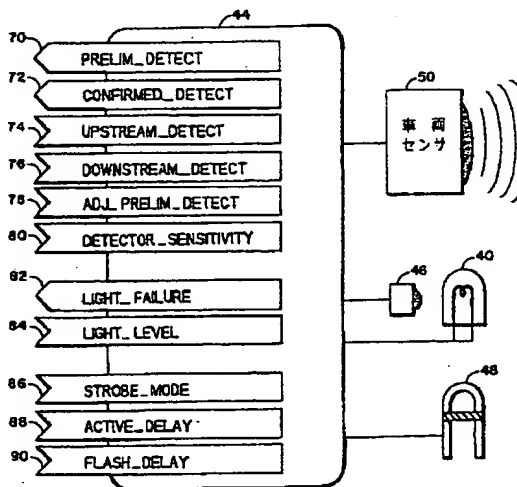 44
70
PRELIM_DETECT
72
CONFIRMED_DETECT
74
UPSTREAM_DETECT
76
DOWNSTREAM_DETECT
78
ADJ_PRELIM_DETECT
80
DETECTOR_SENSITIVITY
82
LIGHT_FAILURE
84
LIGHT_LEVEL
86
STROBE_MODE
88
ACTIVE_DELAY
90
FLASH_DELAY
50
車両
センサ
46
40
48